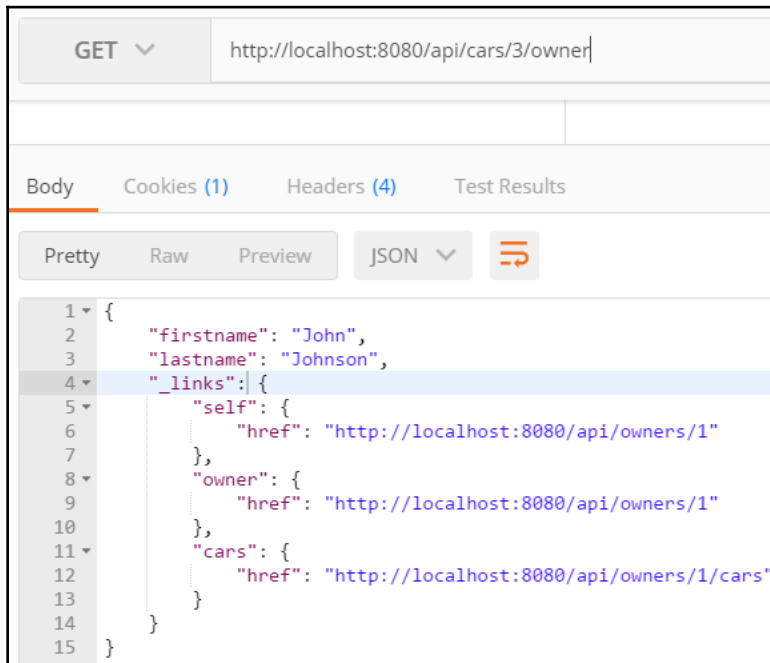 GET http://localhost:8080/api/cars/3/owner
Body Cookies (1) Headers (4) Test Results
Pretty Raw Preview JSON
1 {
2 "firstname": "John",
3 "lastname": "Johnson",
4 "_links": {
5 "self": {
6 "href": "http://localhost:8080/api/owners/1"
7 },
8 "owner": {
9 "href": "http://localhost:8080/api/owners/1"
10 },
11 "cars": {
12 "href": "http://localhost:8080/api/owners/1/cars"
13 }
14 }
15 }